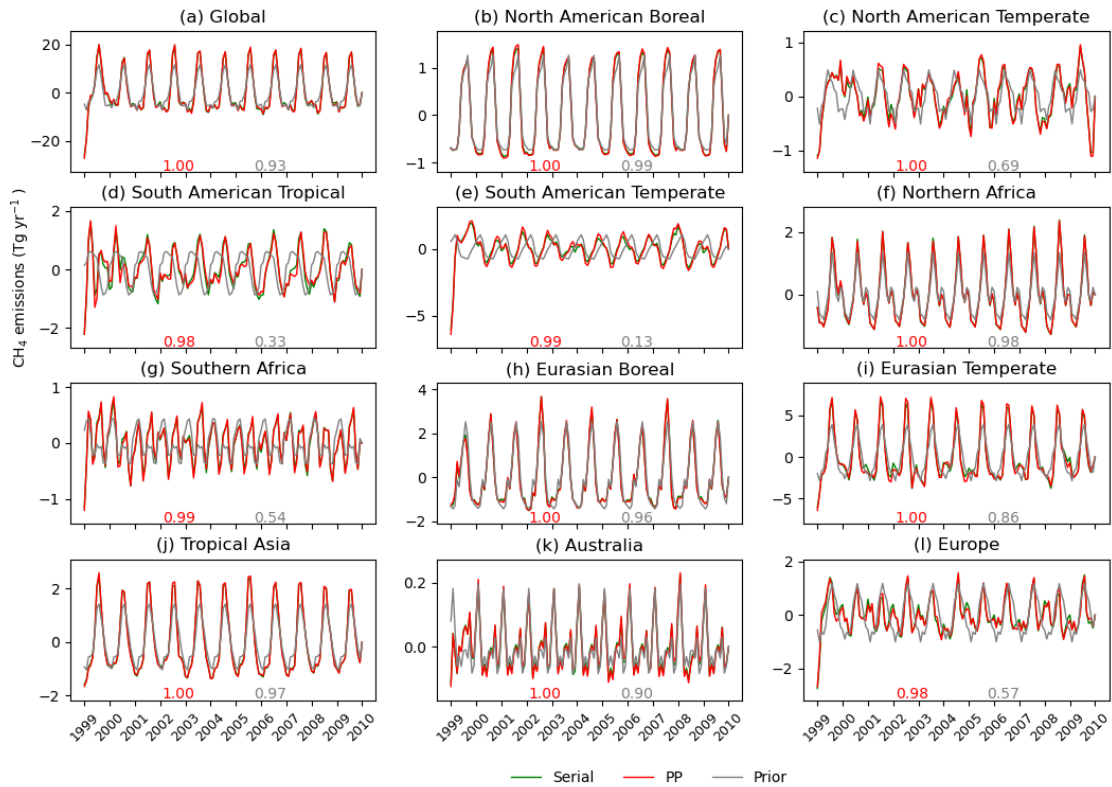 (a) Global
20
0
−20
1.00 0.93
(b) North American Boreal
1
0
−1
1.00 0.99
(c) North American Temperate
1
0
−1
1.00 0.69
CH₄ emissions (Tg yr⁻¹)
(d) South American Tropical
2
0
−2
0.98 0.33
(e) South American Temperate
0
−5
0.99 0.13
(f) Northern Africa
2
0
1.00 0.98
(g) Southern Africa
1
0
−1
0.99 0.54
(h) Eurasian Boreal
4
2
0
−2
1.00 0.96
(i) Eurasian Temperate
5
0
−5
1.00 0.86
(j) Tropical Asia
2
0
−2
1.00 0.97
1999 2000 2001 2002 2003 2004 2005 2006 2007 2008 2009 2010
(k) Australia
0.2
0.0
1.00 0.90
1999 2000 2001 2002 2003 2004 2005 2006 2007 2008 2009 2010
(l) Europe
2
0
−2
0.98 0.57
1999 2000 2001 2002 2003 2004 2005 2006 2007 2008 2009 2010
Serial PP Prior